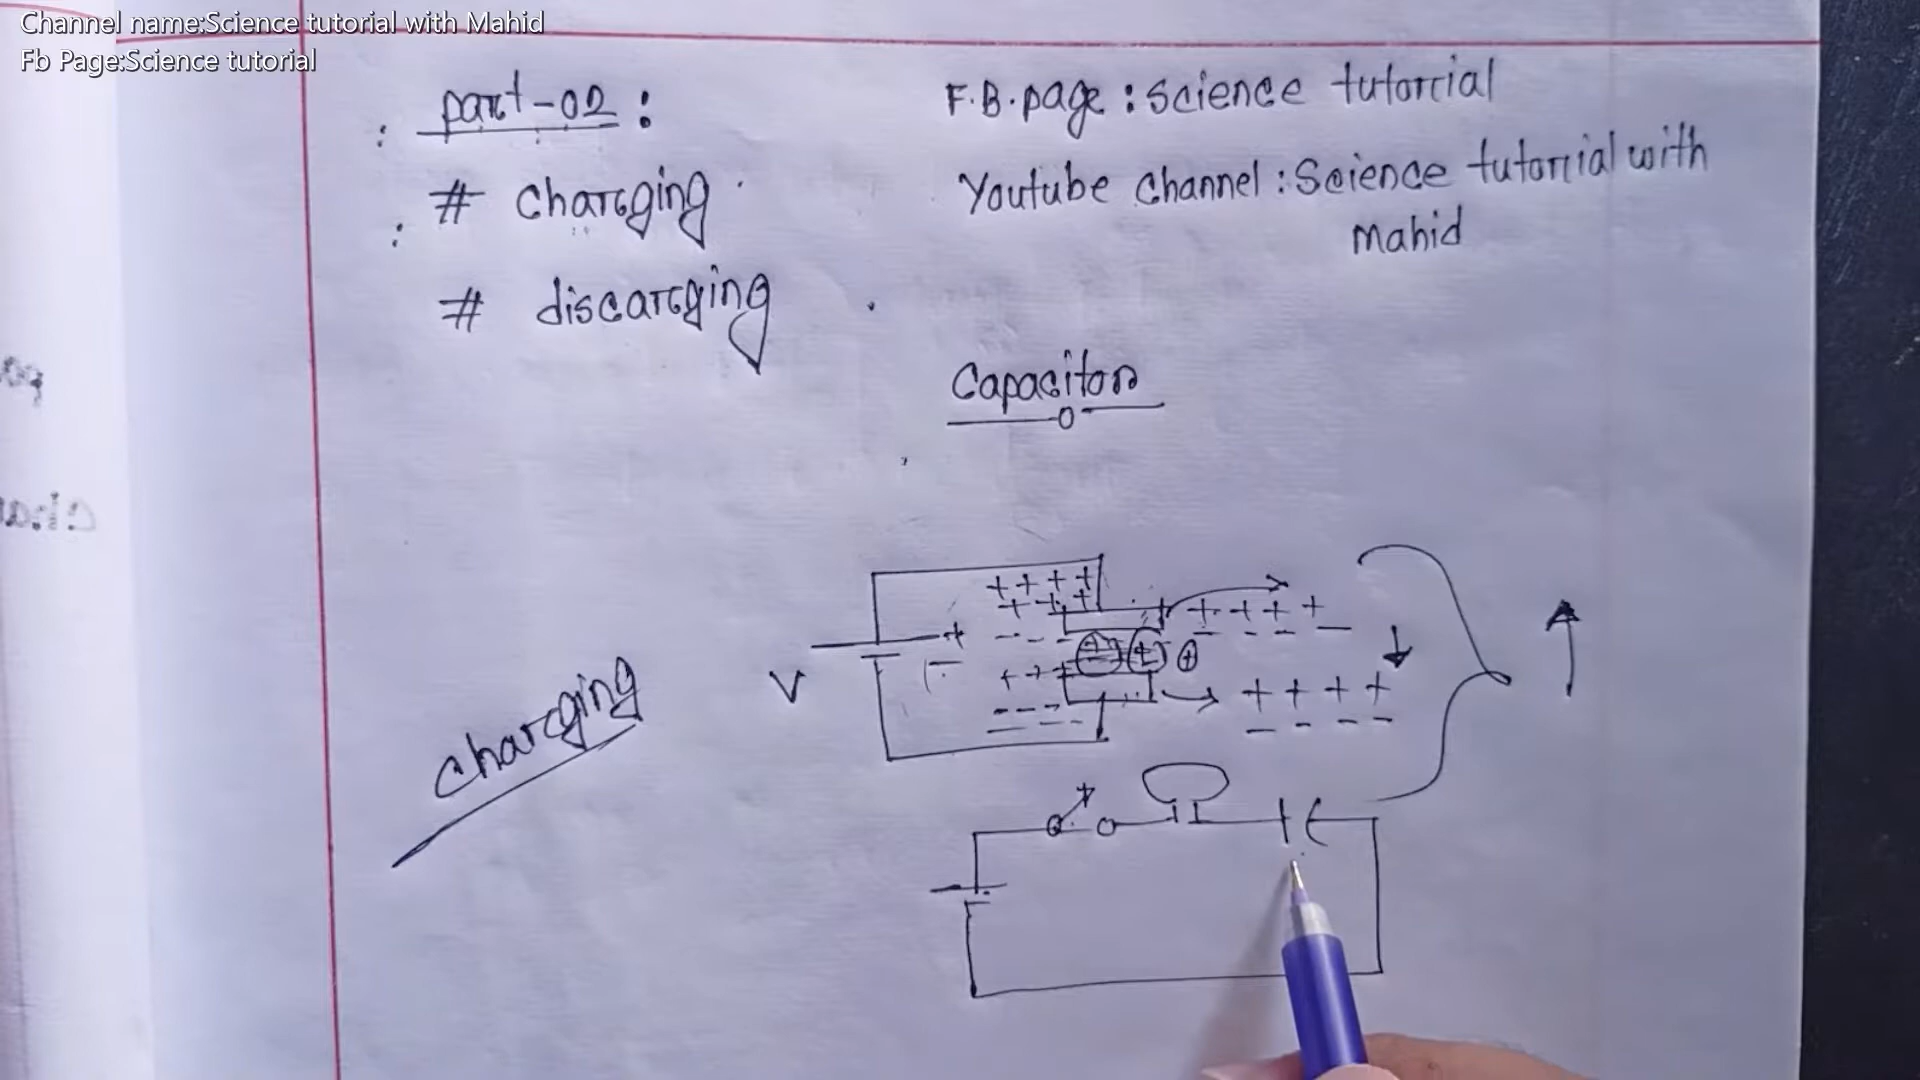 Channel name:Science tutorial with Mahid
Fb Page:Science tutorial
part-02:
# charging
# discarging
F.B.page : Science tutorial
Youtube Channel : Science tutorial with
Mahid
Capacitor
+ + + +
+ + +
+ + + + +
- - -
- - - -
+
-
+ + +
+ + + +
- - -
- - - -
V
charging